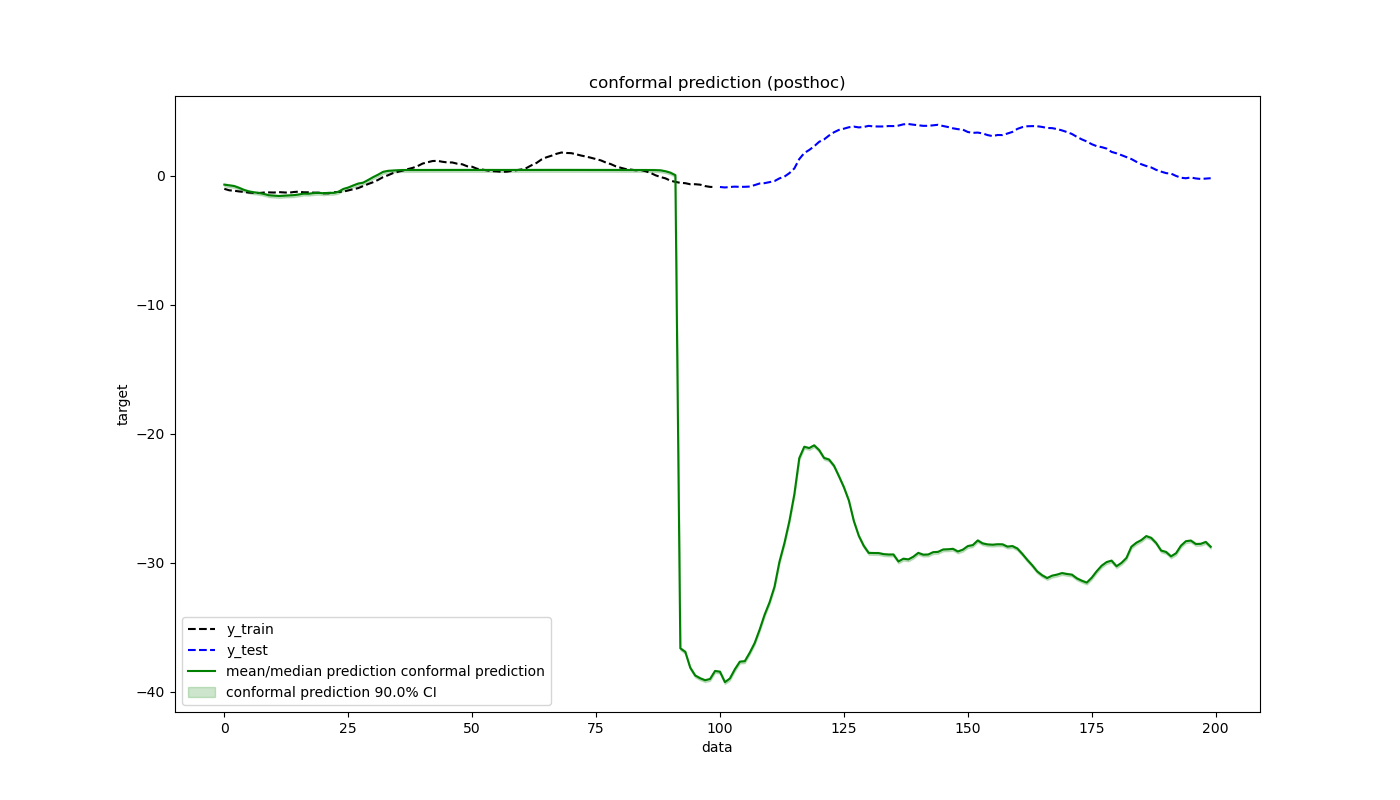 conformal prediction (posthoc)
target
0
−10
−20
−30
−40
y_train
y_test
mean/median prediction conformal prediction
conformal prediction 90.0% CI
0 25 50 75 100 125 150 175 200
data